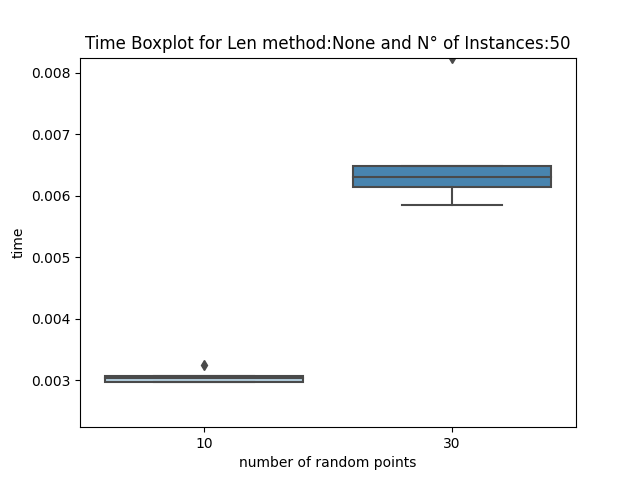 Time Boxplot for Len method:None and N° of Instances:50
0.008
0.007
0.006
0.005
0.004
0.003
time
10 30
number of random points